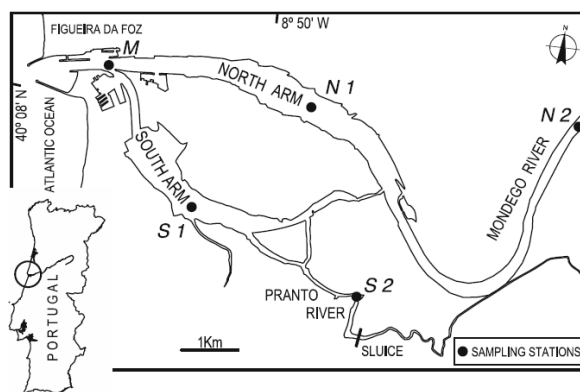 FIGUEIRA DA FOZ
8° 50' W
M
N
NORTH ARM
N 1
N 2
40° 08' N
ATLANTIC OCEAN
SOUTH ARM
MONDEGO RIVER
S 1
S 2
PRANTO
RIVER
PORTUGAL
1Km
SLUICE
SAMPLING STATIONS